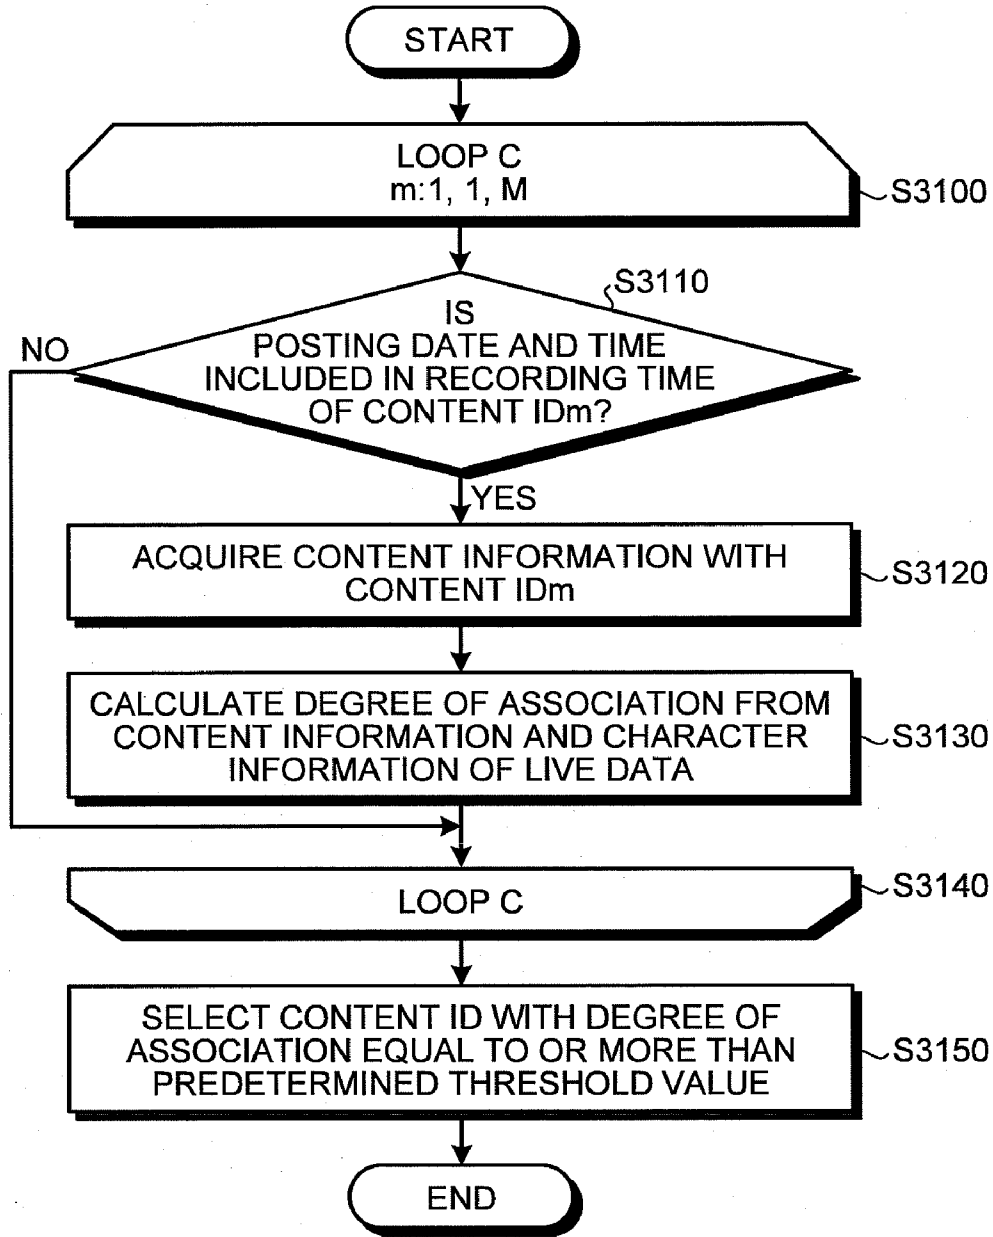 START
LOOP C
m:1, 1, M
S3100
S3110
IS
POSTING DATE AND TIME
INCLUDED IN RECORDING TIME
OF CONTENT IDm?
NO
YES
ACQUIRE CONTENT INFORMATION WITH
CONTENT IDm
S3120
CALCULATE DEGREE OF ASSOCIATION FROM
CONTENT INFORMATION AND CHARACTER
INFORMATION OF LIVE DATA
S3130
LOOP C
S3140
SELECT CONTENT ID WITH DEGREE OF
ASSOCIATION EQUAL TO OR MORE THAN
PREDETERMINED THRESHOLD VALUE
S3150
END